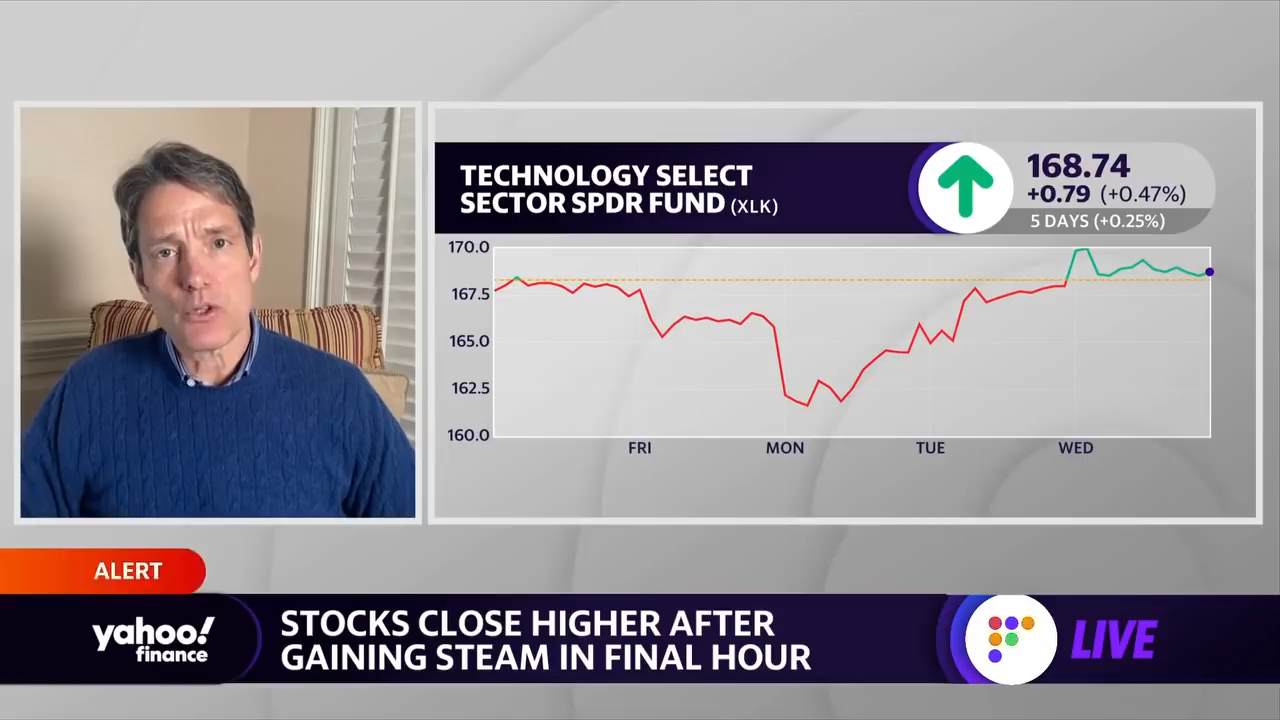 TECHNOLOGY SELECT
SECTOR SPDR FUND (XLK)
168.74
+0.79 (+0.47%)
5 DAYS (+0.25%)
170.0
167.5
165.0
162.5
160.0
FRI MON TUE WED
ALERT
yahoo!
finance
STOCKS CLOSE HIGHER AFTER
GAINING STEAM IN FINAL HOUR
LIVE